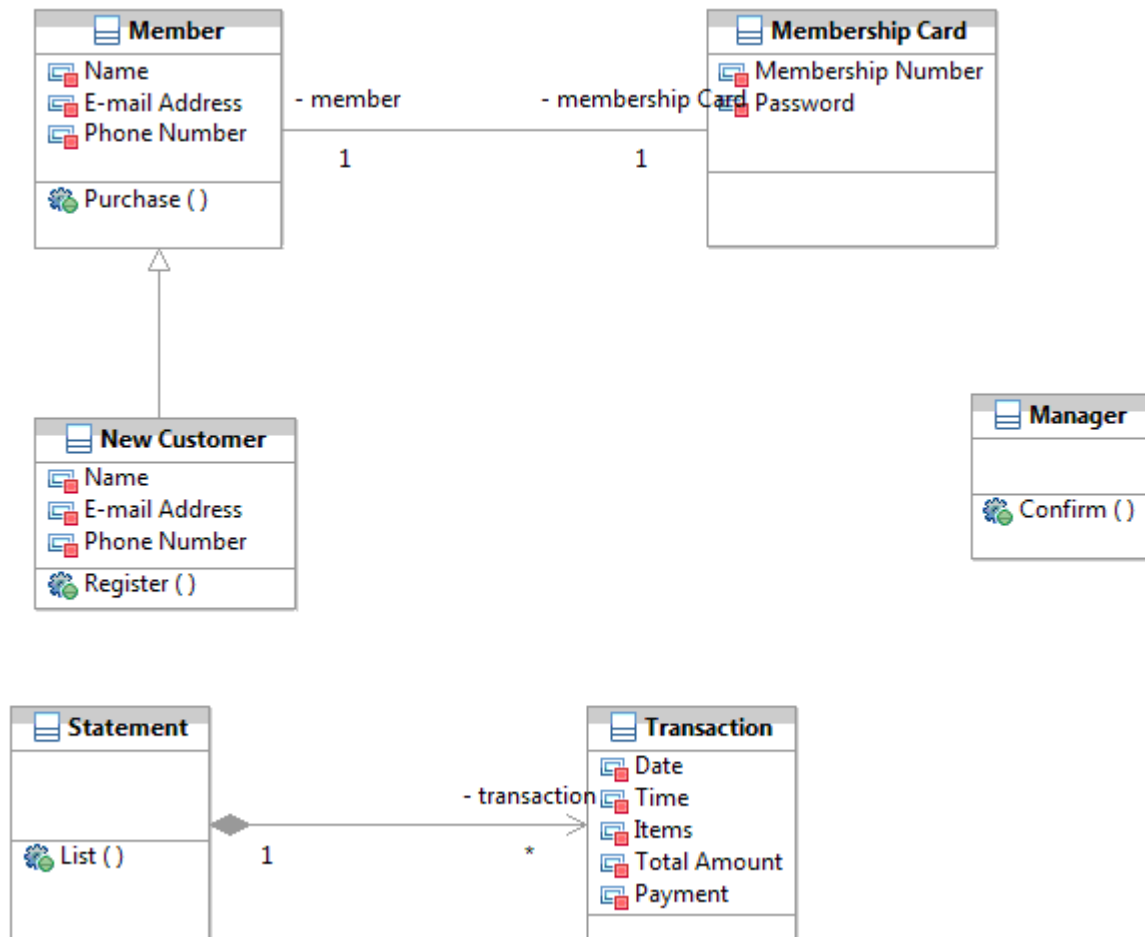 Member
Name
E-mail Address
Phone Number
Purchase ( )
- member
1
- membership Card
1
Membership Card
Membership Number
Password
New Customer
Name
E-mail Address
Phone Number
Register ( )
Manager
Confirm ( )
Statement
List ( )
1
- transaction
*
Transaction
Date
Time
Items
Total Amount
Payment